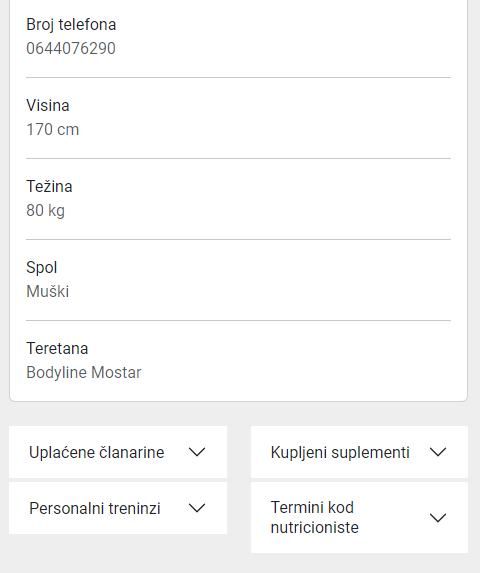 Broj telefona
0644076290
Visina
170 cm
Težina
80 kg
Spol
Muški
Teretana
Bodyline Mostar
Uplaćene članarine
Kupljeni suplementi
Personalni treninzi
Termini kod
nutricioniste